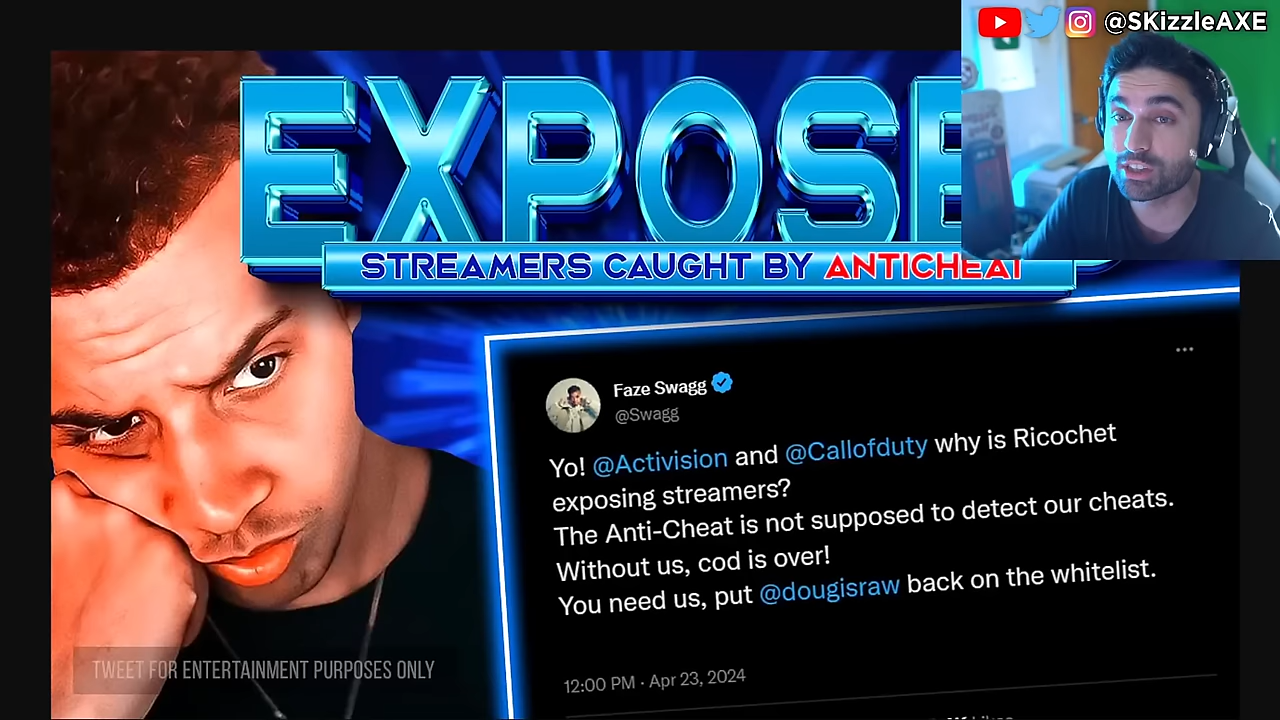 @SKizzleAXE
EXPOSE
STREAMERS CAUGHT BY ANTICHEAT
Faze Swagg
@Swagg
Yo! @Activision and @Callofduty why is Ricochet
exposing streamers?
The Anti-Cheat is not supposed to detect our cheats.
Without us, cod is over!
You need us, put @dougisraw back on the whitelist.
TWEET FOR ENTERTAINMENT PURPOSES ONLY
12:00 PM · Apr 23, 2024